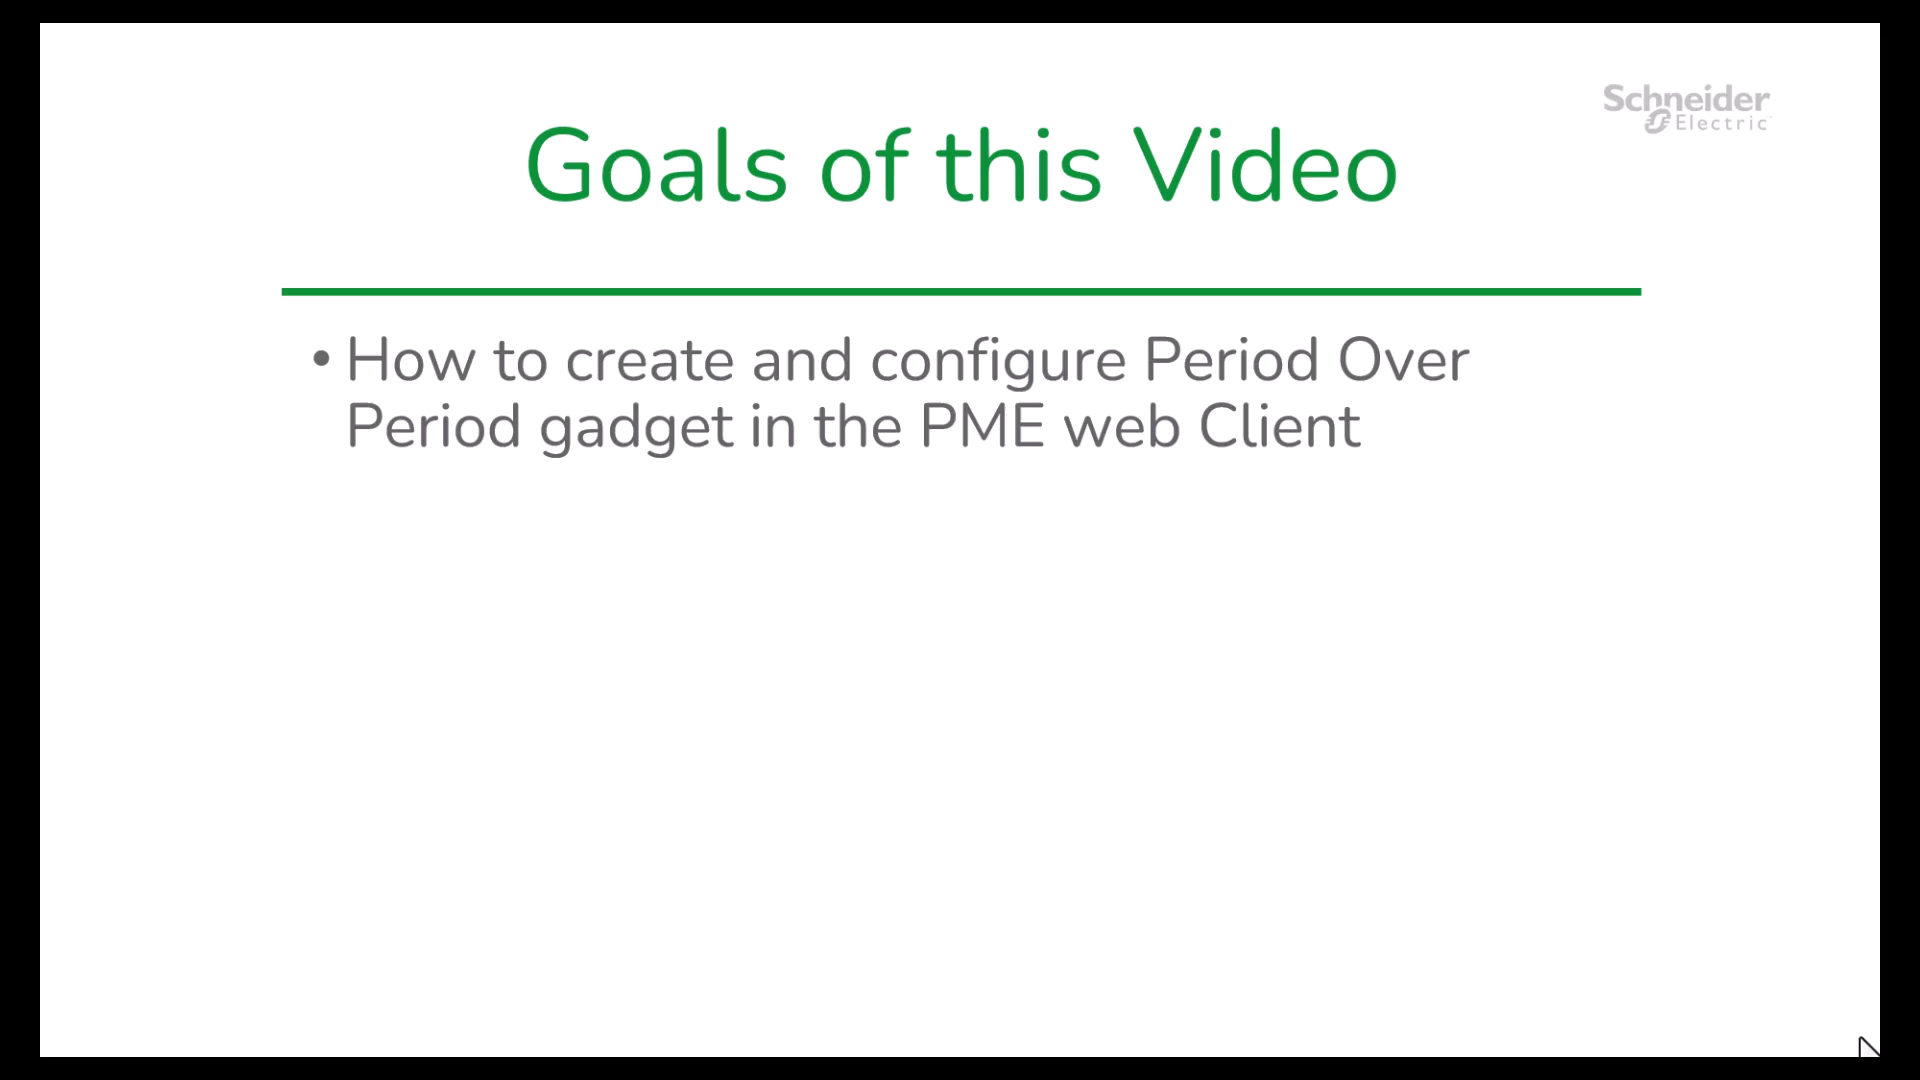 Schneider
Electric
Goals of this Video
• How to create and configure Period Over
Period gadget in the PME web Client